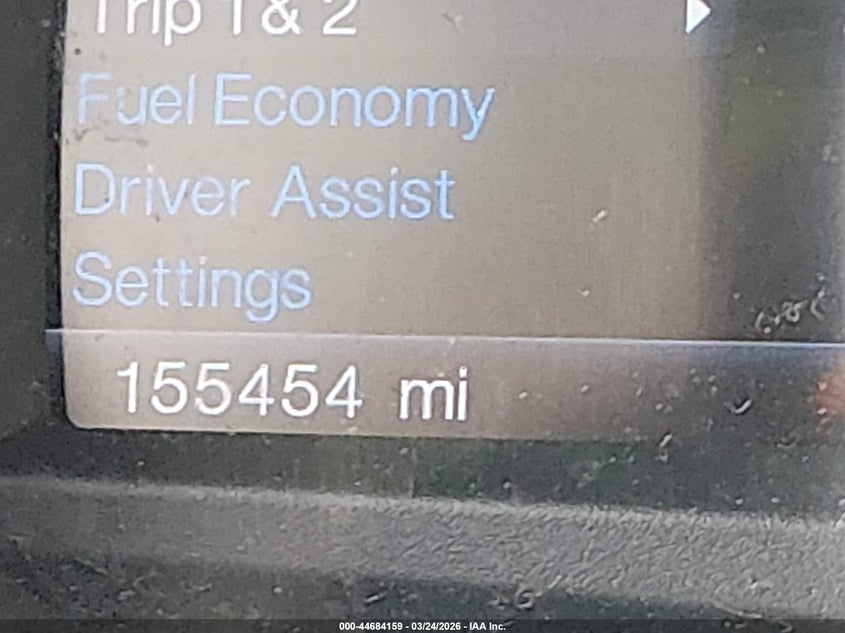 Trip 1 & 2
Fuel Economy
Driver Assist
Settings
155454 mi
000-44684159 - 03/24/2026 - IAA Inc.